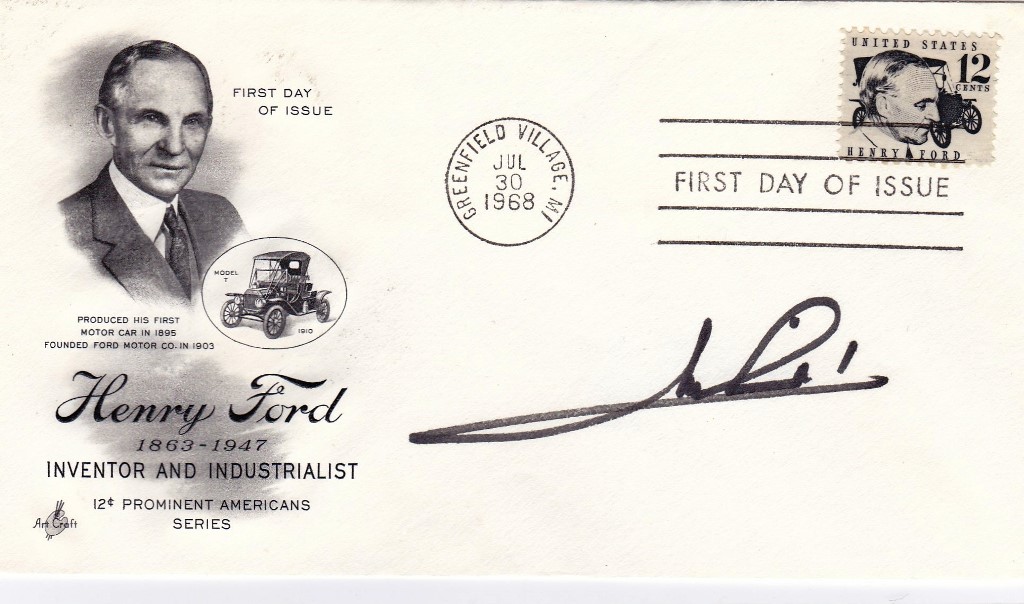 FIRST DAY
OF ISSUE
UNITED STATES
12
CENTS
HENRY FORD
GREENFIELD VILLAGE, MI
JUL
30
1968
FIRST DAY OF ISSUE
MODEL
T
1910
PRODUCED HIS FIRST
MOTOR CAR IN 1895
FOUNDED FORD MOTOR CO. IN 1903
Henry Ford
1863-1947
INVENTOR AND INDUSTRIALIST
12¢ PROMINENT AMERICANS
SERIES
Art Craft